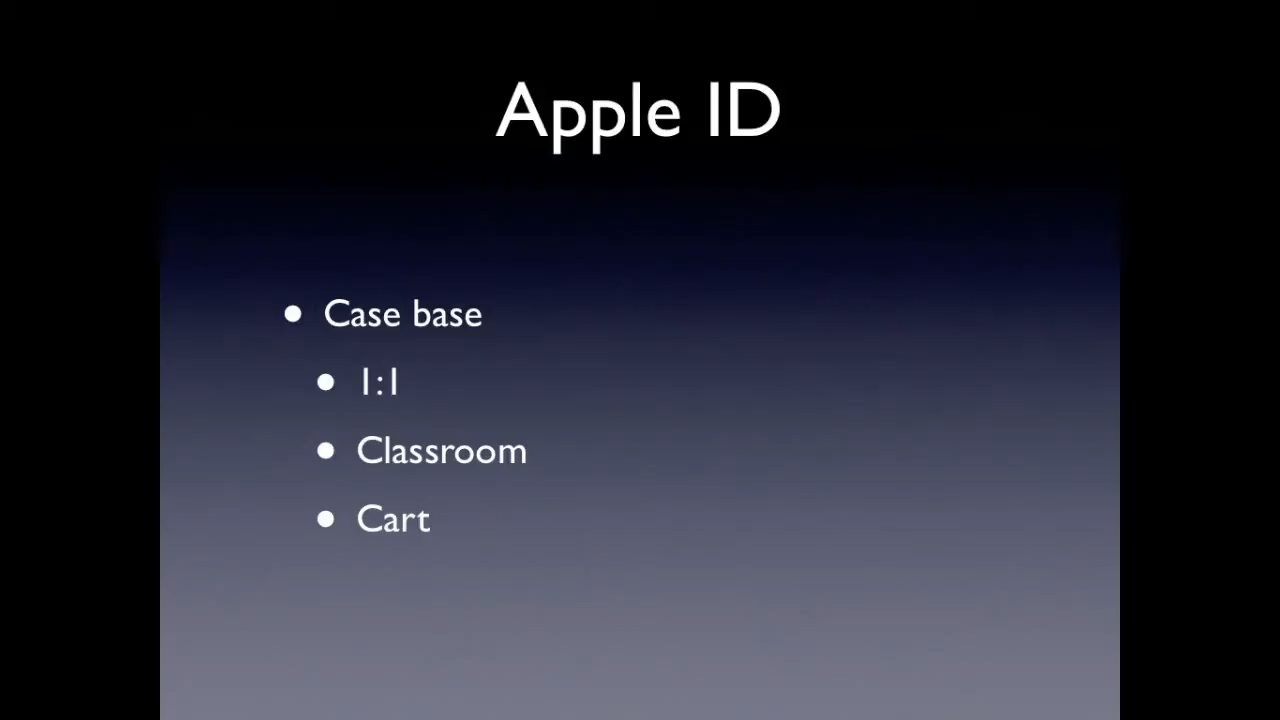 Apple ID
• Case base
• 1:1
• Classroom
• Cart